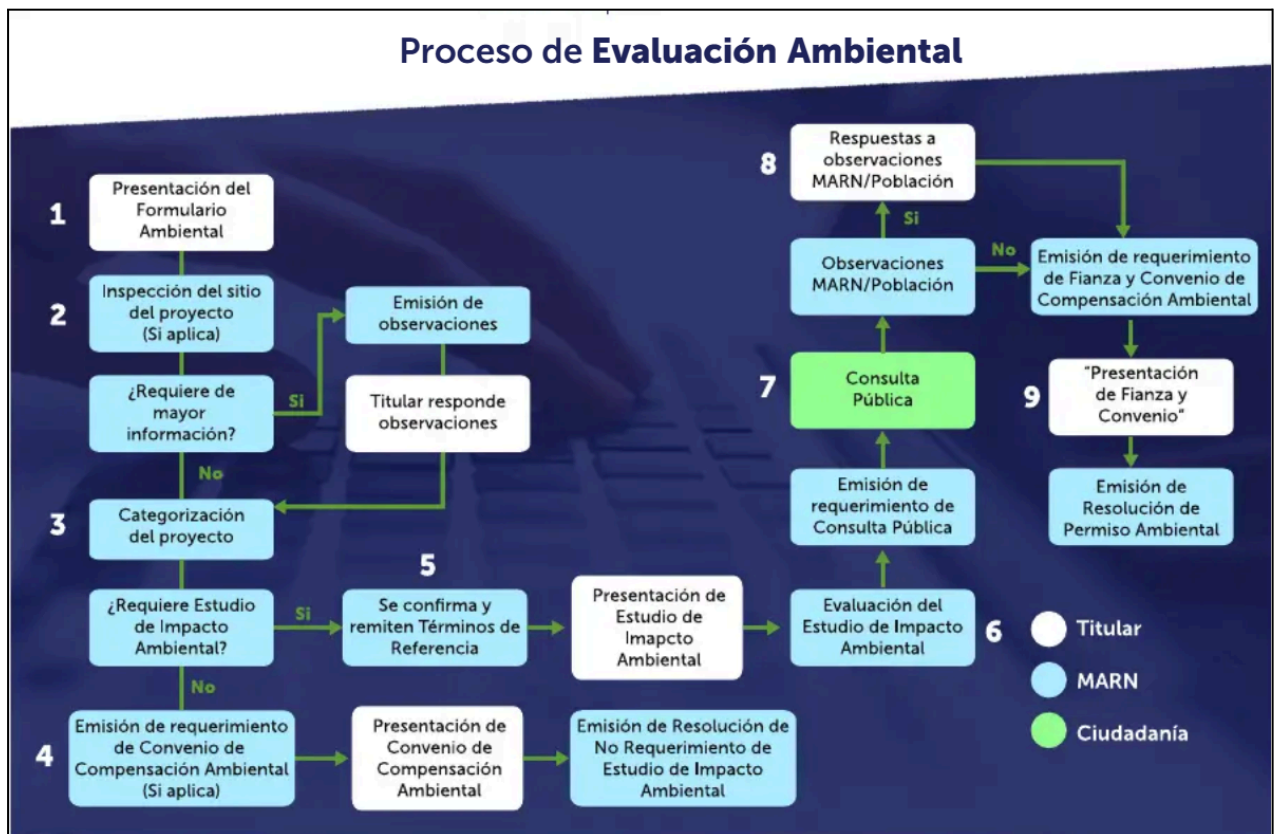 Proceso de Evaluación Ambiental
1
Presentación del
Formulario
Ambiental
2
Inspección del sitio
del proyecto
(Si aplica)
¿Requiere de
mayor
información?
Si
Emisión de
observaciones
Titular responde
observaciones
No
3
Categorización
del proyecto
¿Requiere Estudio
de Impacto
Ambiental?
Si
5
Se confirma y
remiten Términos de
Referencia
Presentación de
Estudio de
Imapcto
Ambiental
Evaluación del
Estudio de Impacto
Ambiental
6
No
4
Emisión de requerimiento
de Convenio de
Compensación Ambiental
(Si aplica)
Presentación de
Convenio de
Compensación
Ambiental
Emisión de Resolución de
No Requerimiento de
Estudio de Impacto
Ambiental
Emisión de
requerimiento de
Consulta Pública
7
Consulta
Pública
Observaciones
MARN/Población
Si
No
8
Respuestas a
observaciones
MARN/Población
Emisión de requerimiento
de Fianza y Convenio de
Compensación Ambiental
9
"Presentación
de Fianza y
Convenio"
Emisión de
Resolución de
Permiso Ambiental
Titular
MARN
Ciudadanía